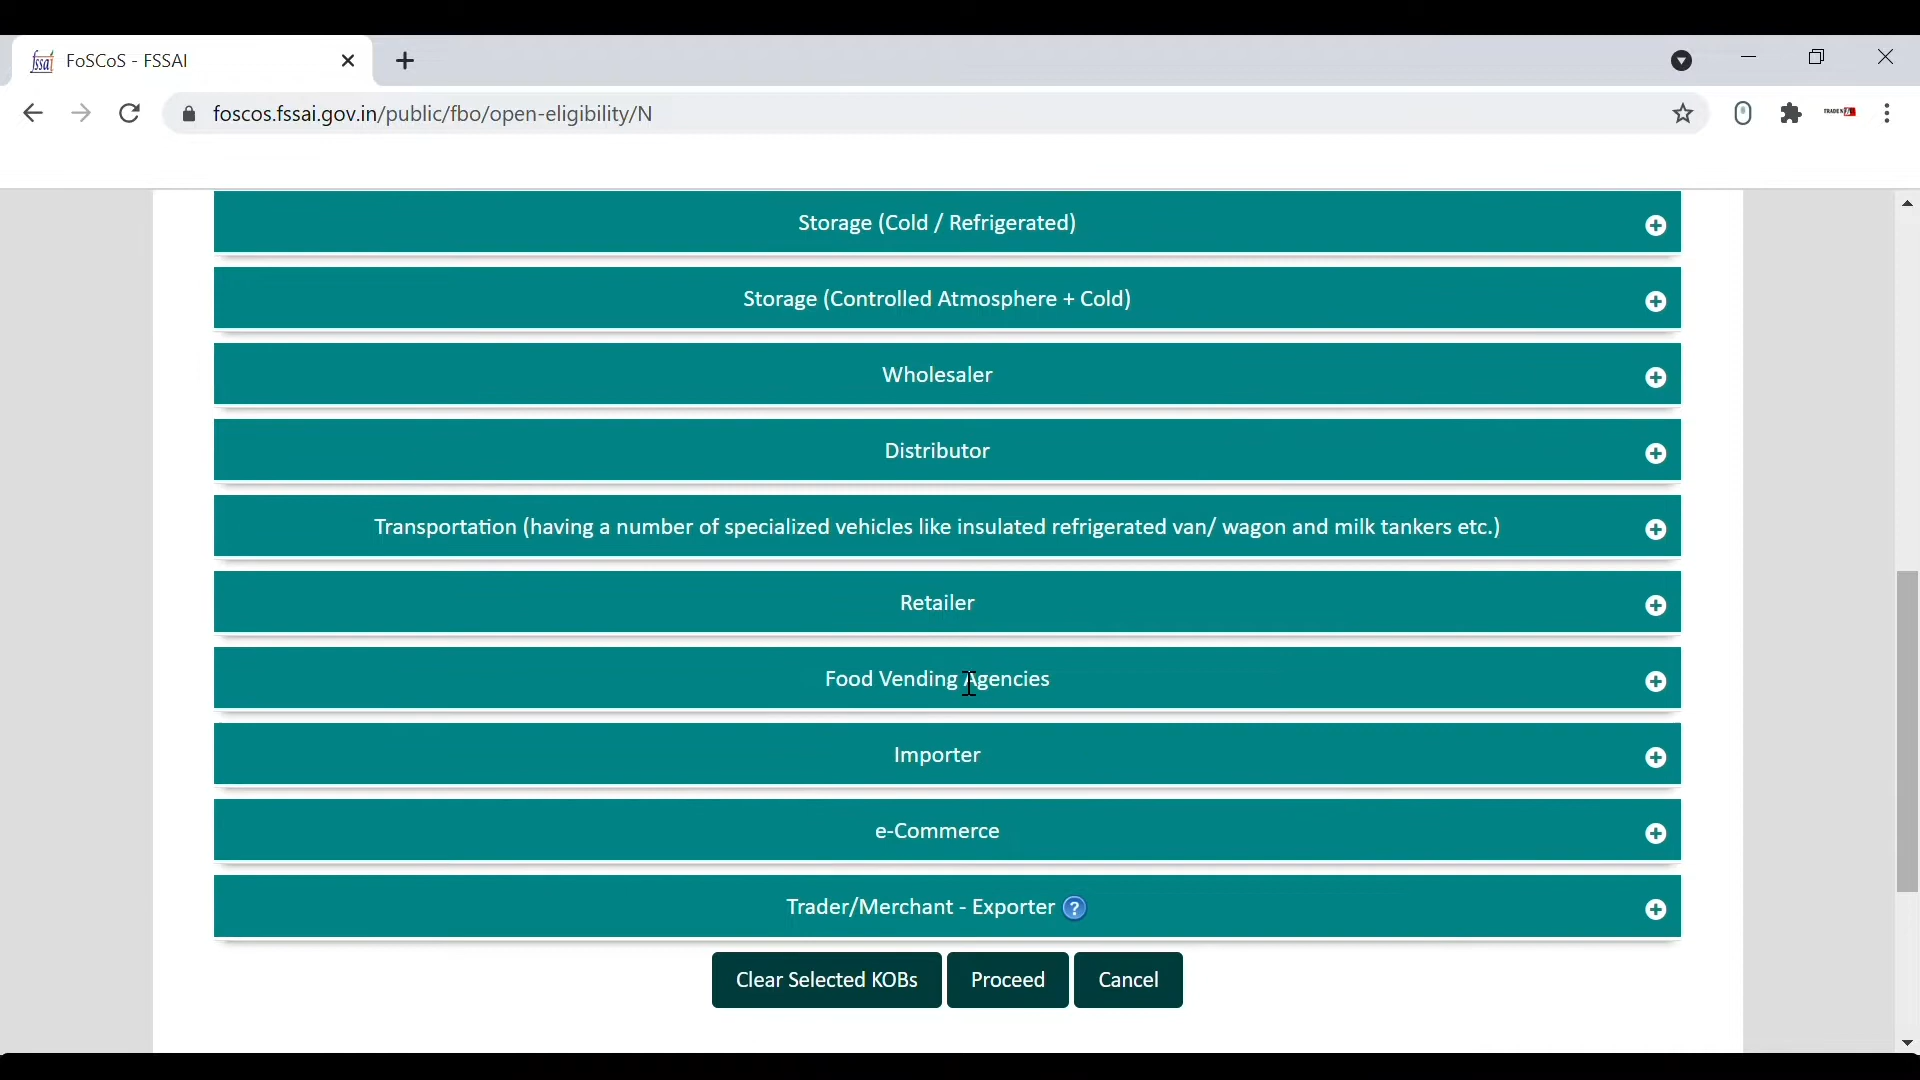 fssai FoSCoS - FSSAI
foscos.fssai.gov.in/public/fbo/open-eligibility/N
Storage (Cold / Refrigerated)
Storage (Controlled Atmosphere + Cold)
Wholesaler
Distributor
Transportation (having a number of specialized vehicles like insulated refrigerated van/ wagon and milk tankers etc.)
Retailer
Food Vending Agencies
Importer
e-Commerce
Trader/Merchant - Exporter ?
Clear Selected KOBs Proceed Cancel